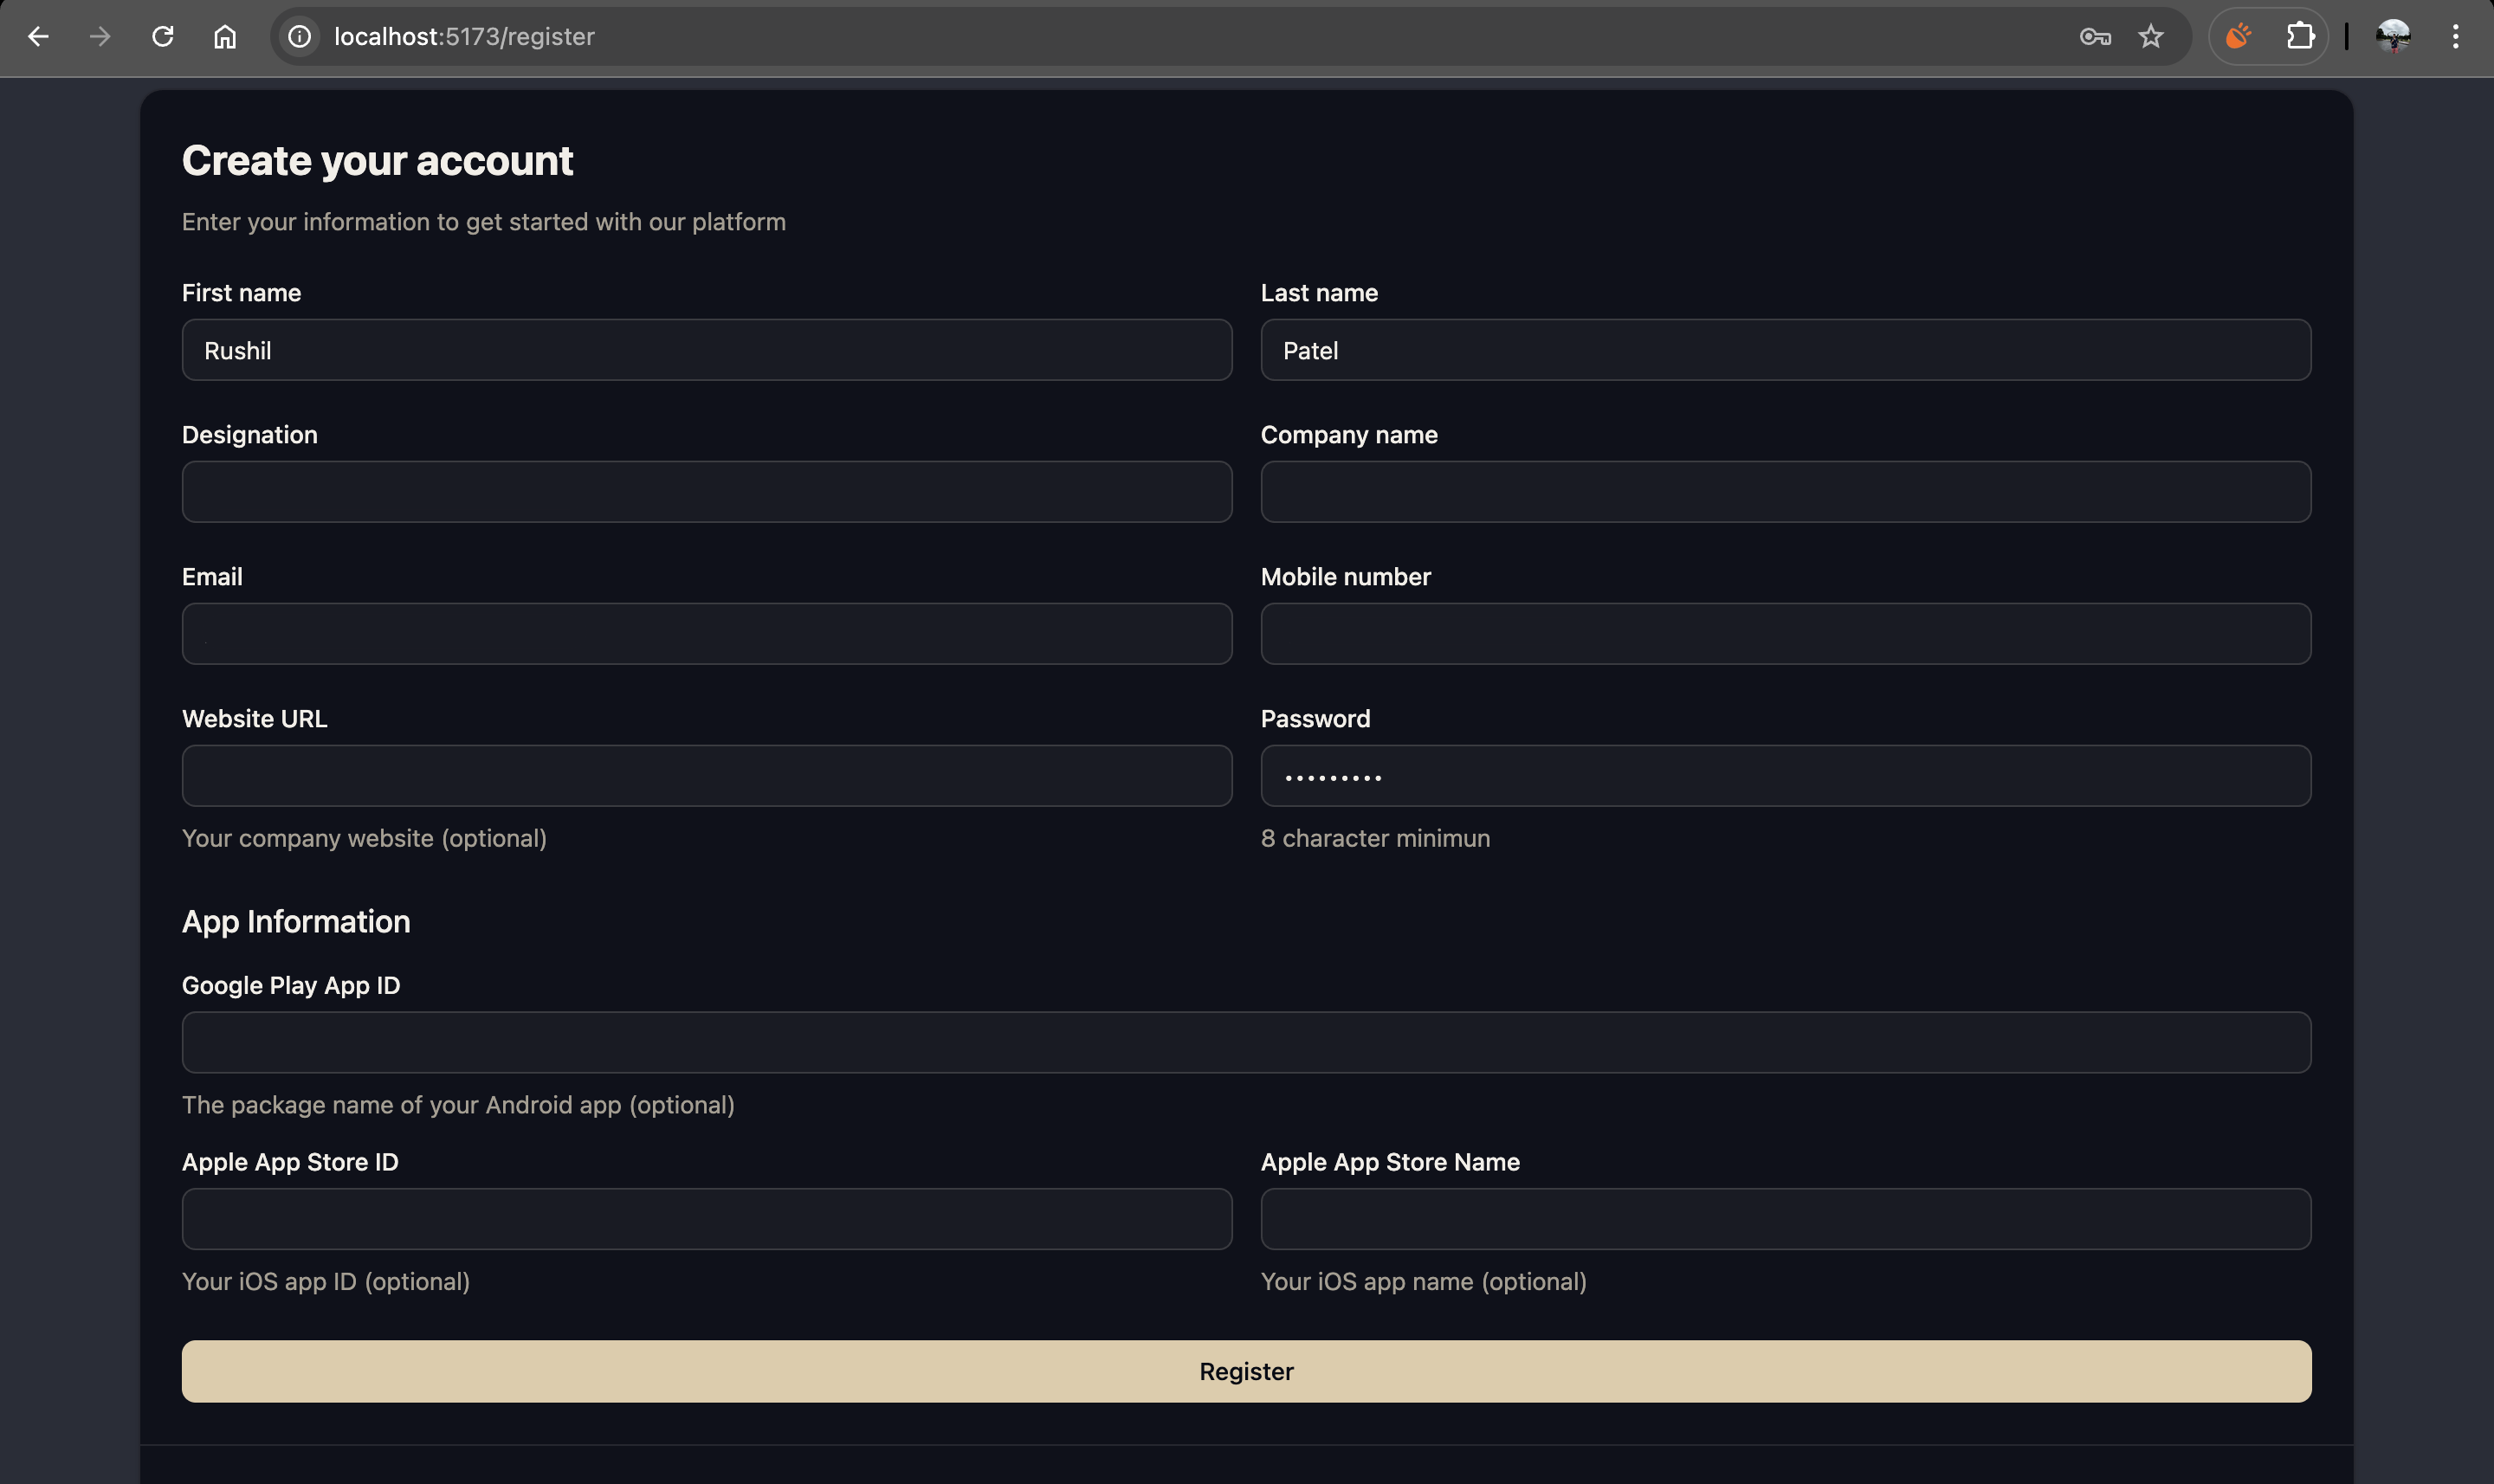 localhost:5173/register
Create your account
Enter your information to get started with our platform
First name
Last name
Rushil
Patel
Designation
Company name
Email
Mobile number
Website URL
Password
•••••••••
Your company website (optional)
8 character minimun
App Information
Google Play App ID
The package name of your Android app (optional)
Apple App Store ID
Apple App Store Name
Your iOS app ID (optional)
Your iOS app name (optional)
Register